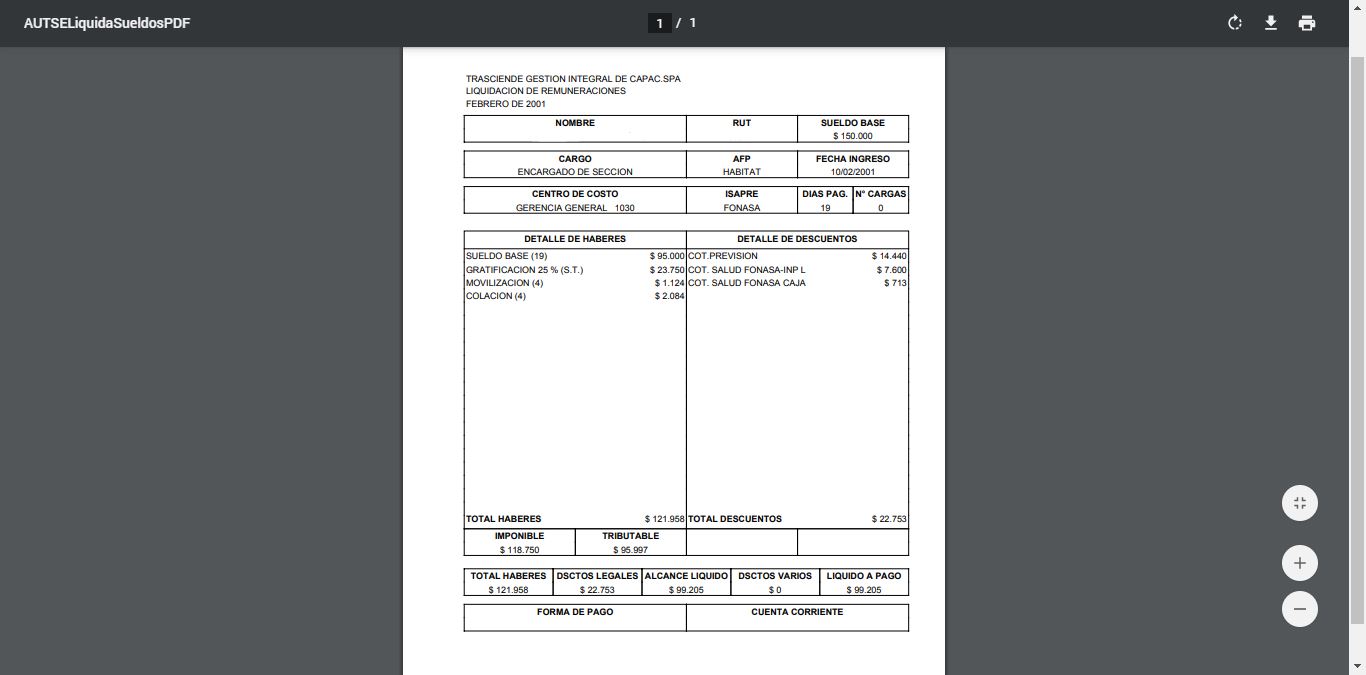 AUTSELiquidaSueldosPDF
1 / 1
TRASCIENDE GESTION INTEGRAL DE CAPAC.SPA
LIQUIDACION DE REMUNERACIONES
FEBRERO DE 2001
NOMBRE RUT SUELDO BASE
$ 150.000
CARGO AFP FECHA INGRESO
ENCARGADO DE SECCION HABITAT 10/02/2001
CENTRO DE COSTO ISAPRE DIAS PAG. Nº CARGAS
GERENCIA GENERAL 1030 FONASA 19 0
DETALLE DE HABERES DETALLE DE DESCUENTOS
SUELDO BASE (19) $ 95.000 COT.PREVISION $ 14.440
GRATIFICACION 25 % (S.T.) $ 23.750 COT. SALUD FONASA-INP L $ 7.600
MOVILIZACION (4) $ 1.124 COT. SALUD FONASA CAJA $ 713
COLACION (4) $ 2.084
TOTAL HABERES $ 121.958 TOTAL DESCUENTOS $ 22.753
IMPONIBLE TRIBUTABLE
$ 118.750 $ 95.997
TOTAL HABERES DSCTOS LEGALES ALCANCE LIQUIDO DSCTOS VARIOS LIQUIDO A PAGO
$ 121.958 $ 22.753 $ 99.205 $ 0 $ 99.205
FORMA DE PAGO CUENTA CORRIENTE